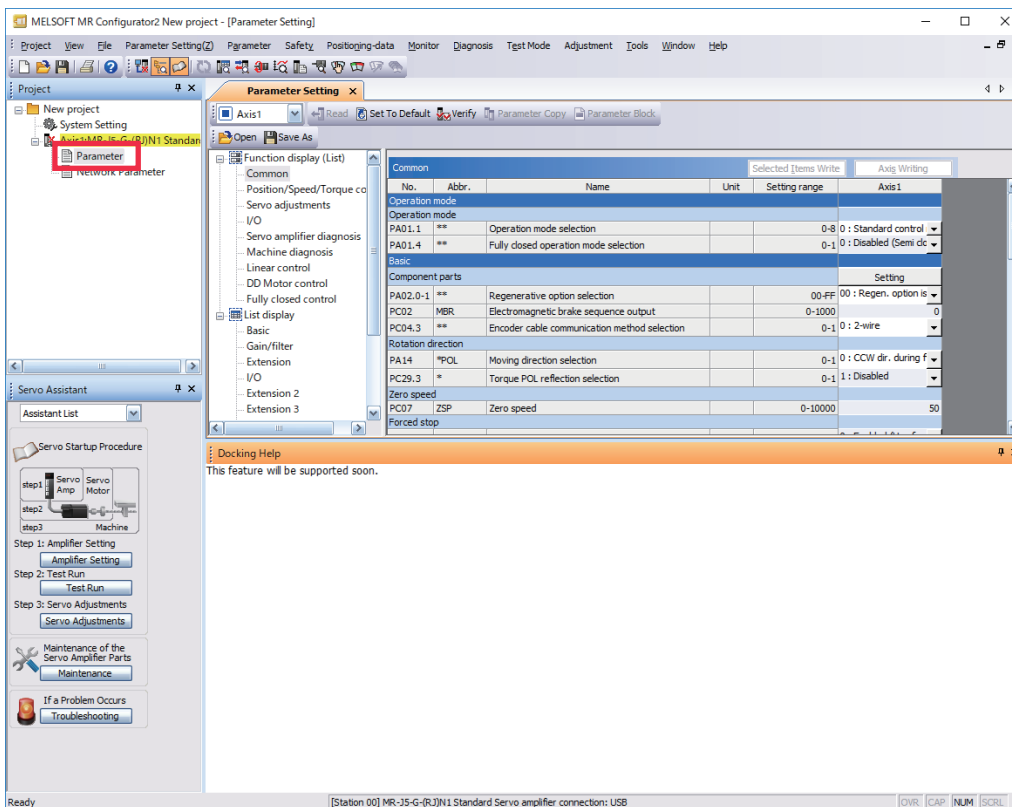 MELSOFT MR Configurator2 New project - [Parameter Setting]
Project View File Parameter Setting(Z) Parameter Safety Positioning-data Monitor Diagnosis Test Mode Adjustment Tools Window Help
Project
New project
System Setting
Axis1:MR-J5-G-(RJ)N1 Standar
Parameter
Network Parameter
Servo Assistant
Assistant List
Servo Startup Procedure
step1 Servo Amp Servo Motor
step2
step3 Machine
Step 1: Amplifier Setting
Amplifier Setting
Step 2: Test Run
Test Run
Step 3: Servo Adjustments
Servo Adjustments
Maintenance of the
Servo Amplifier Parts
Maintenance
If a Problem Occurs
Troubleshooting
Parameter Setting
Axis1 Read Set To Default Verify Parameter Copy Parameter Block
Open Save As
Function display (List)
Common
Position/Speed/Torque co
Servo adjustments
I/O
Servo amplifier diagnosis
Machine diagnosis
Linear control
DD Motor control
Fully closed control
List display
Basic
Gain/filter
Extension
I/O
Extension 2
Extension 3
Common Selected Items Write Axis Writing
No. Abbr. Name Unit Setting range Axis1
Operation mode
Operation mode
PA01.1 ** Operation mode selection 0-8 0 : Standard control
PA01.4 ** Fully closed operation mode selection 0-1 0 : Disabled (Semi clo
Basic
Component parts Setting
PA02.0-1 ** Regenerative option selection 00-FF 00 : Regen. option is
PC02 MBR Electromagnetic brake sequence output 0-1000 0
PC04.3 ** Encoder cable communication method selection 0-1 0 : 2-wire
Rotation direction
PA14 *POL Moving direction selection 0-1 0 : CCW dir. during f
PC29.3 * Torque POL reflection selection 0-1 1 : Disabled
Zero speed
PC07 ZSP Zero speed 0-10000 50
Forced stop
Docking Help
This feature will be supported soon.
Ready [Station 00] MR-J5-G-(RJ)N1 Standard Servo amplifier connection: USB OVR CAP NUM SCRL